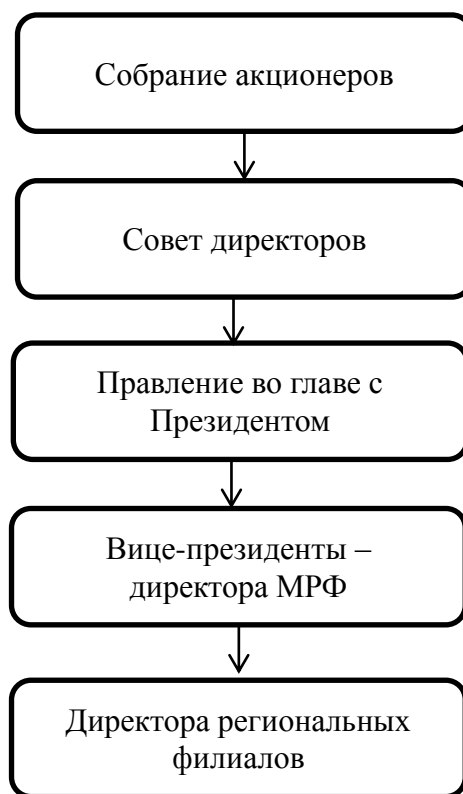 Собрание акционеров
Совет директоров
Правление во главе с
Президентом
Вице-президенты –
директора МРФ
Директора региональных
филиалов